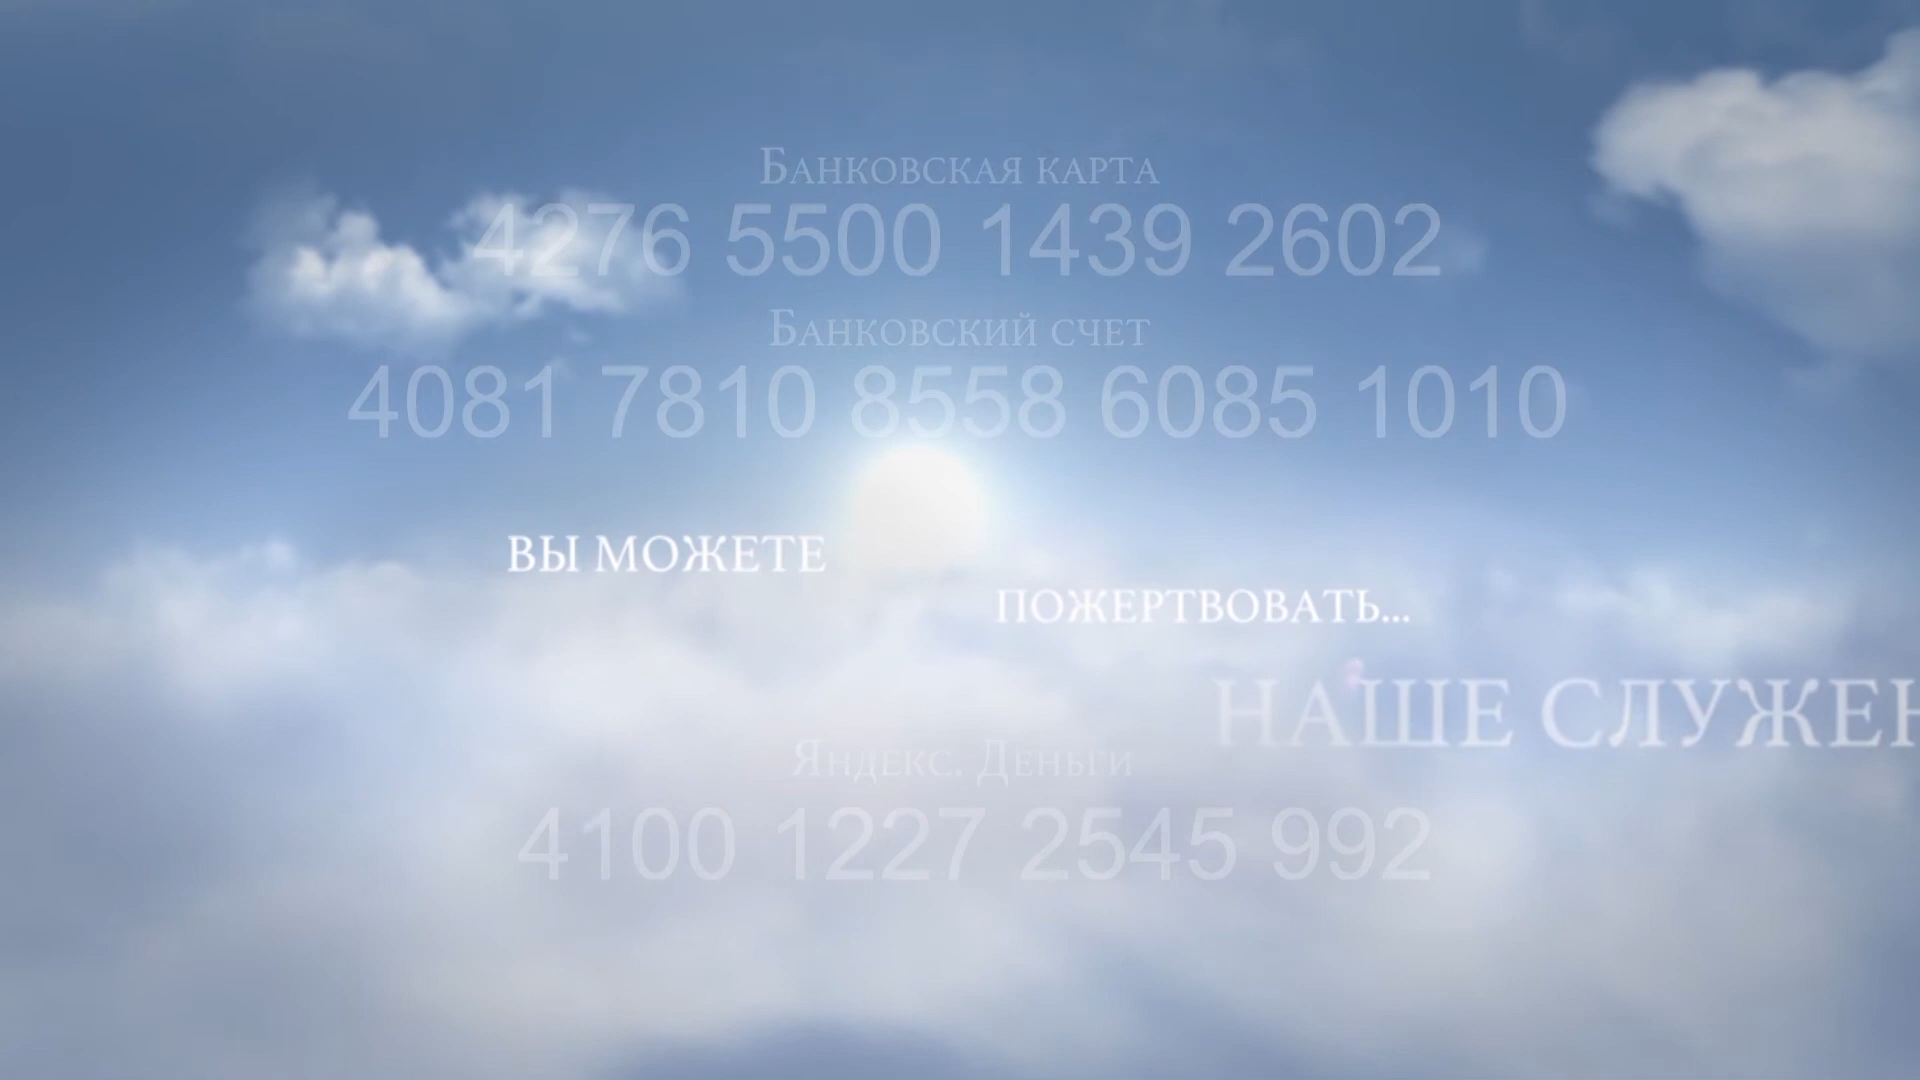 Банковская карта
4276 5500 1439 2602
Банковский счет
4081 7810 8558 6085 1010
ВЫ МОЖЕТЕ
ПОЖЕРТВОВАТЬ...
НАШЕ
Яндекс. Деньги
4100 1227 2545 992